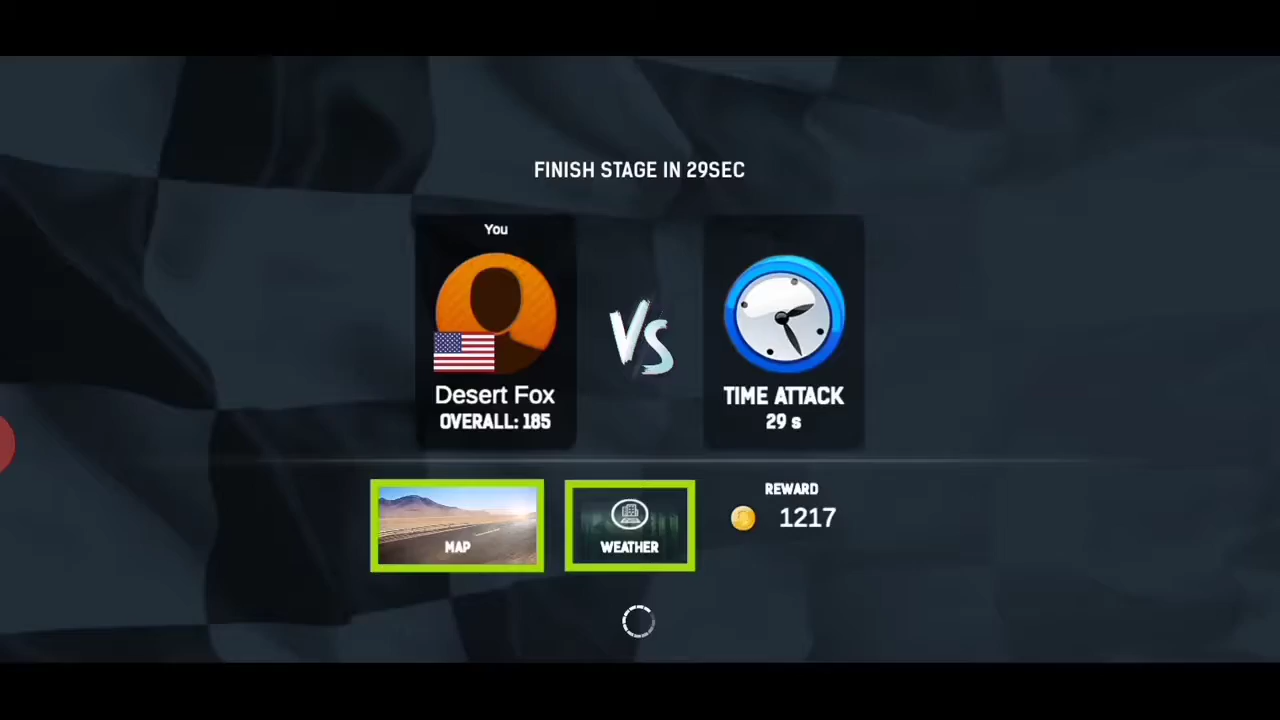 FINISH STAGE IN 29SEC
You
Desert Fox
OVERALL: 185
VS
TIME ATTACK
29 s
MAP
WEATHER
REWARD
1217